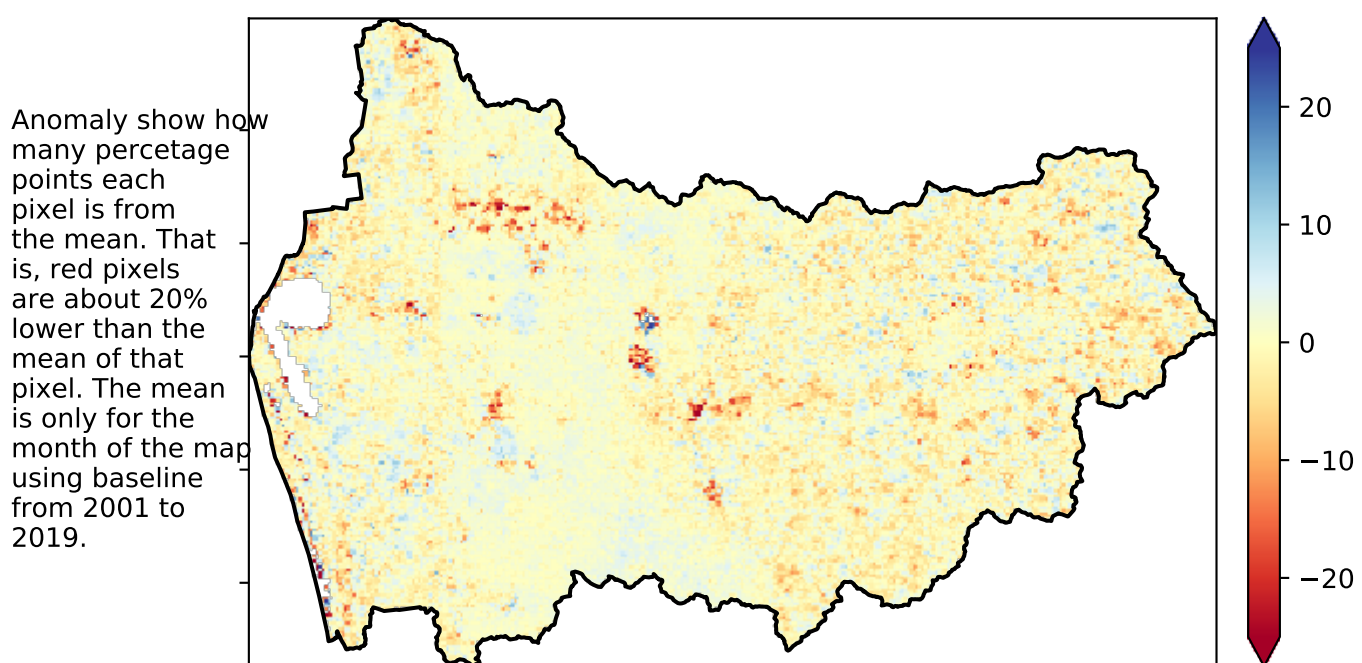 Anomaly show how
many percetage
points each
pixel is from
the mean. That
is, red pixels
are about 20%
lower than the
mean of that
pixel. The mean
is only for the
month of the map
using baseline
from 2001 to
2019.
20
10
0
−10
−20